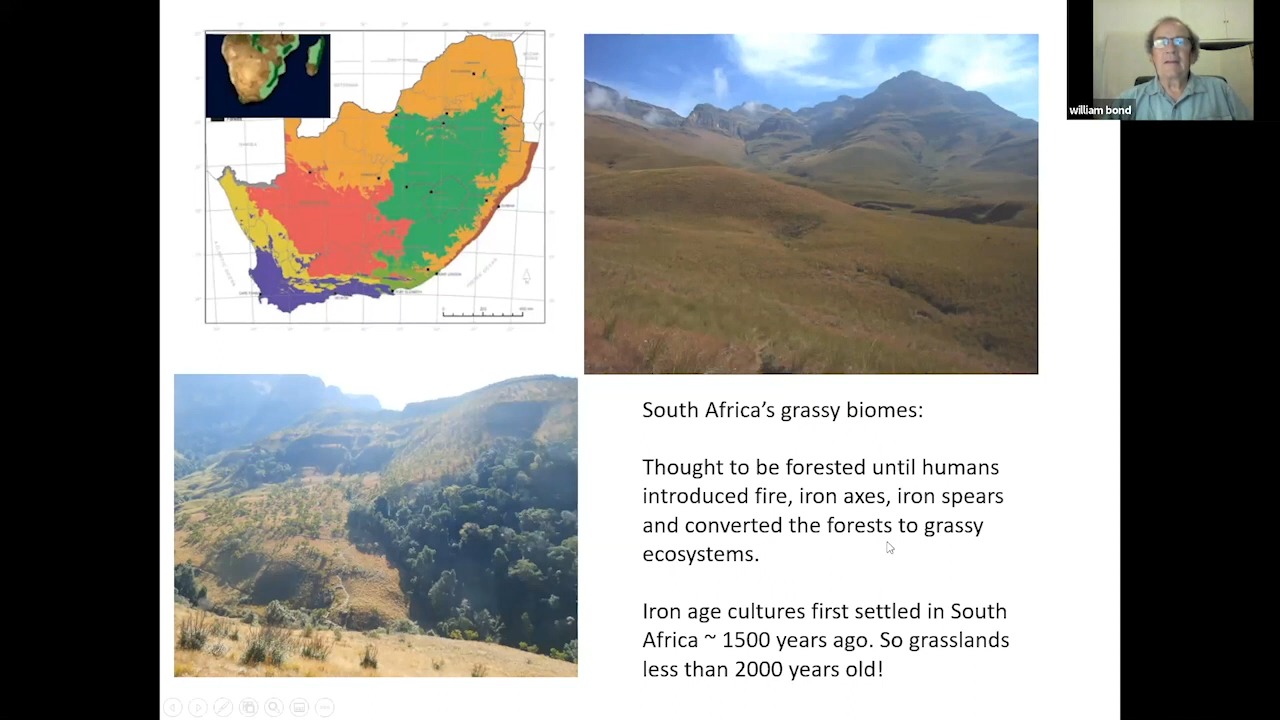 william bond
South Africa’s grassy biomes:
Thought to be forested until humans
introduced fire, iron axes, iron spears
and converted the forests to grassy
ecosystems.
Iron age cultures first settled in South
Africa ~ 1500 years ago. So grasslands
less than 2000 years old!